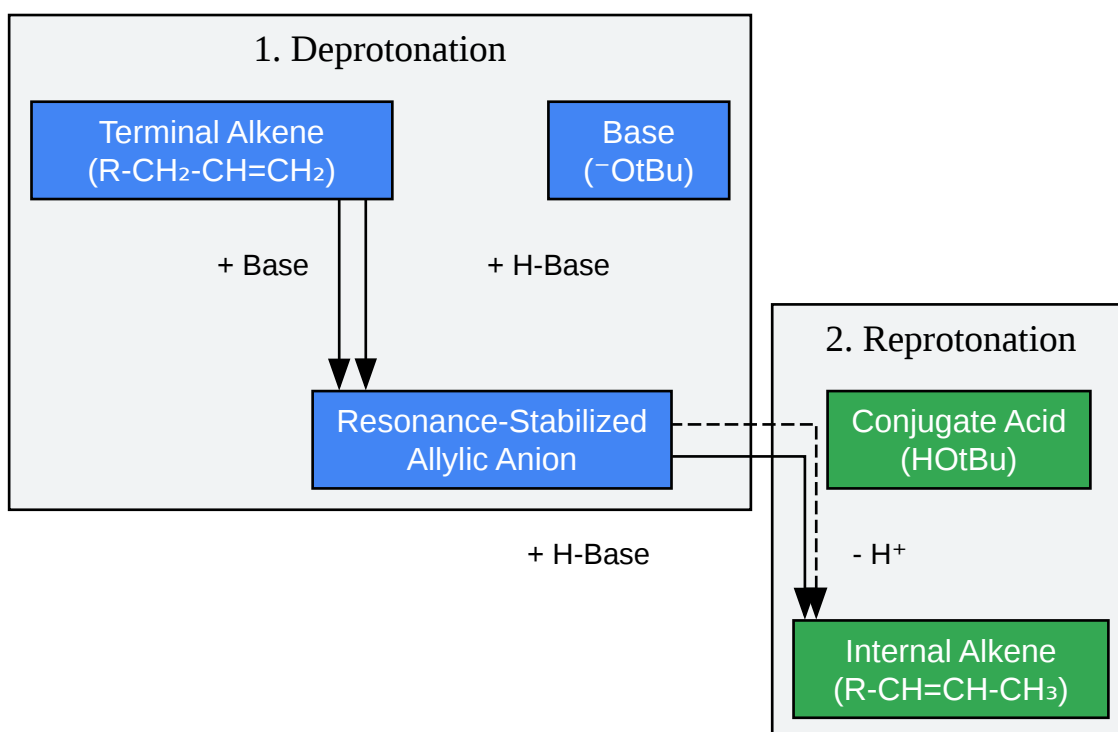 1. Deprotonation
Terminal Alkene
(R-CH₂-CH=CH₂)
Base
(⁻OtBu)
+ Base
+ H-Base
Resonance-Stabilized
Allylic Anion
2. Reprotonation
Conjugate Acid
(HOtBu)
+ H-Base
- H⁺
Internal Alkene
(R-CH=CH-CH₃)